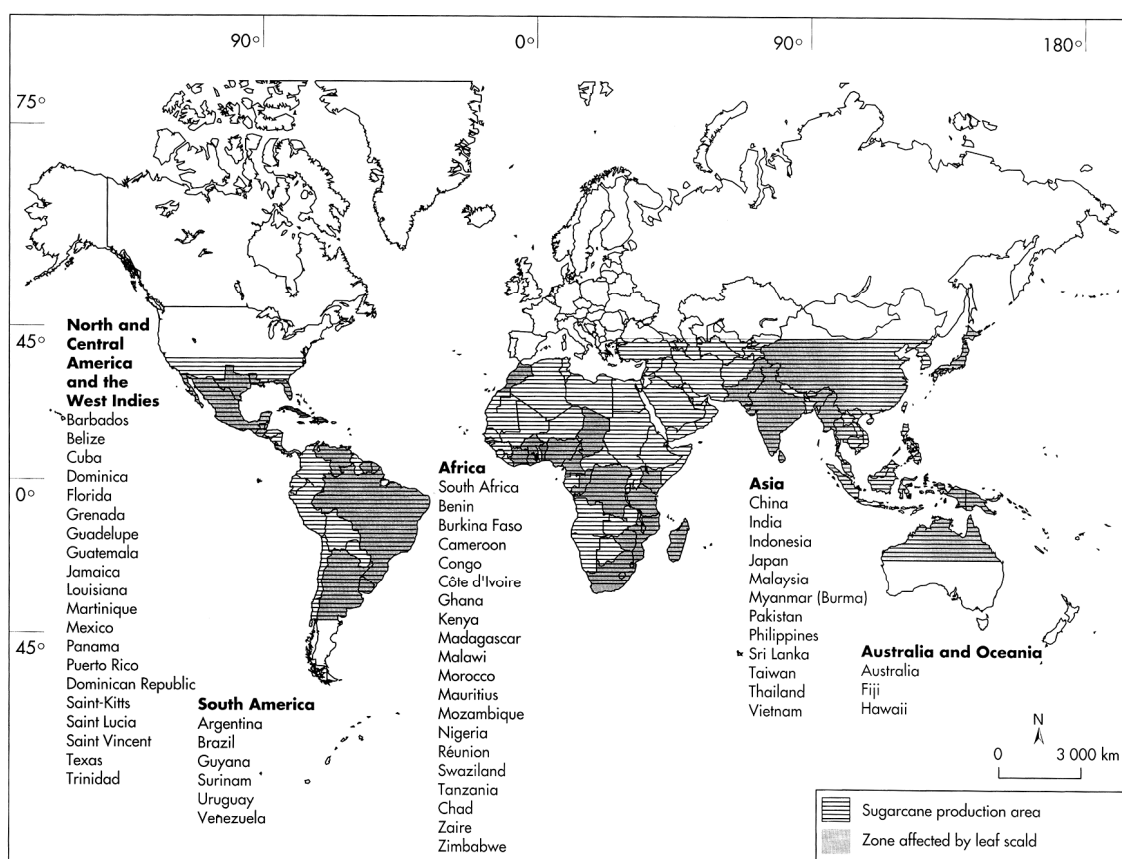 90°
0°
90°
180°
75°
45°
0°
45°
North and
Central
America
and the
West Indies
Barbados
Belize
Cuba
Dominica
Florida
Grenada
Guadelupe
Guatemala
Jamaica
Louisiana
Martinique
Mexico
Panama
Puerto Rico
Dominican Republic
Saint-Kitts
Saint Lucia
Saint Vincent
Texas
Trinidad
South America
Argentina
Brazil
Guyana
Surinam
Uruguay
Venezuela
Africa
South Africa
Benin
Burkina Faso
Cameroon
Congo
Côte d'Ivoire
Ghana
Kenya
Madagascar
Malawi
Morocco
Mauritius
Mozambique
Nigeria
Réunion
Swaziland
Tanzania
Chad
Zaire
Zimbabwe
Asia
China
India
Indonesia
Japan
Malaysia
Myanmar (Burma)
Pakistan
Philippines
Sri Lanka
Taiwan
Thailand
Vietnam
Australia and Oceania
Australia
Fiji
Hawaii
N
0 3 000 km
Sugarcane production area
Zone affected by leaf scald